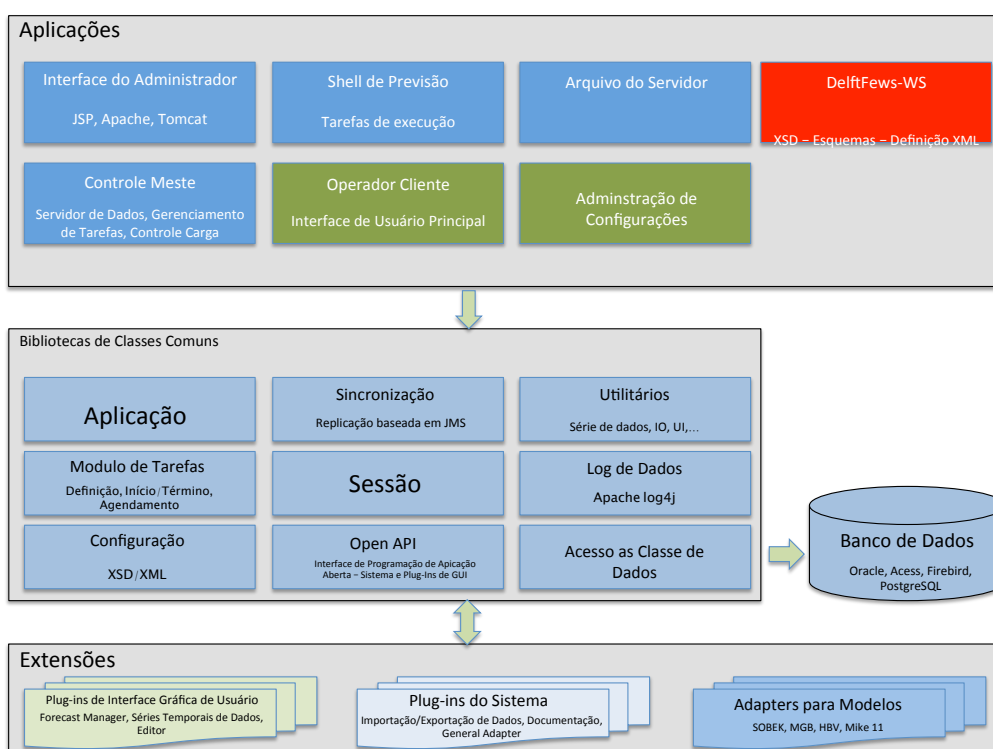 Aplicações
Interface do Administrador
JSP, Apache, Tomcat
Shell de Previsão
Tarefas de execução
Arquivo do Servidor
DelftFews-WS
XSD – Esquemas – Definição XML
Controle Meste
Servidor de Dados, Gerenciamento
de Tarefas, Controle Carga
Operador Cliente
Interface de Usuário Principal
Adminstração de
Configurações
Bibliotecas de Classes Comuns
Aplicação
Sincronização
Replicação baseada em JMS
Utilitários
Série de dados, IO, UI,...
Modulo de Tarefas
Definição, Início/Término,
Agendamento
Sessão
Log de Dados
Apache log4j
Configuração
XSD/XML
Open API
Interface de Programação de Apicação
Aberta – Sistema e Plug-Ins de GUI
Acesso as Classe de
Dados
Banco de Dados
Oracle, Acess, Firebird,
PostgreSQL
Extensões
Plug-ins de Interface Gráfica de Usuário
Forecast Manager, Séries Temporais de Dados,
Editor
Plug-ins do Sistema
Importação/Exportação de Dados, Documentação,
General Adapter
Adapters para Modelos
SOBEK, MGB, HBV, Mike 11